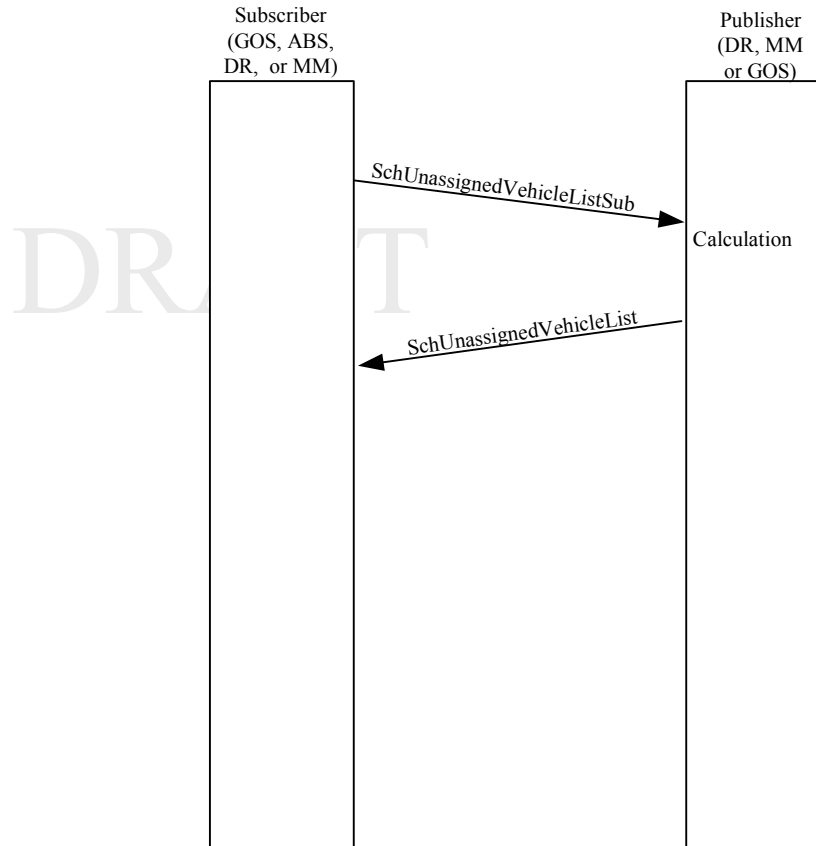 Subscriber
(GOS, ABS,
DR, or MM)
Publisher
(DR, MM
or GOS)
SchUnassignedVehicleListSub
Calculation
DRAFT
SchUnassignedVehicleList